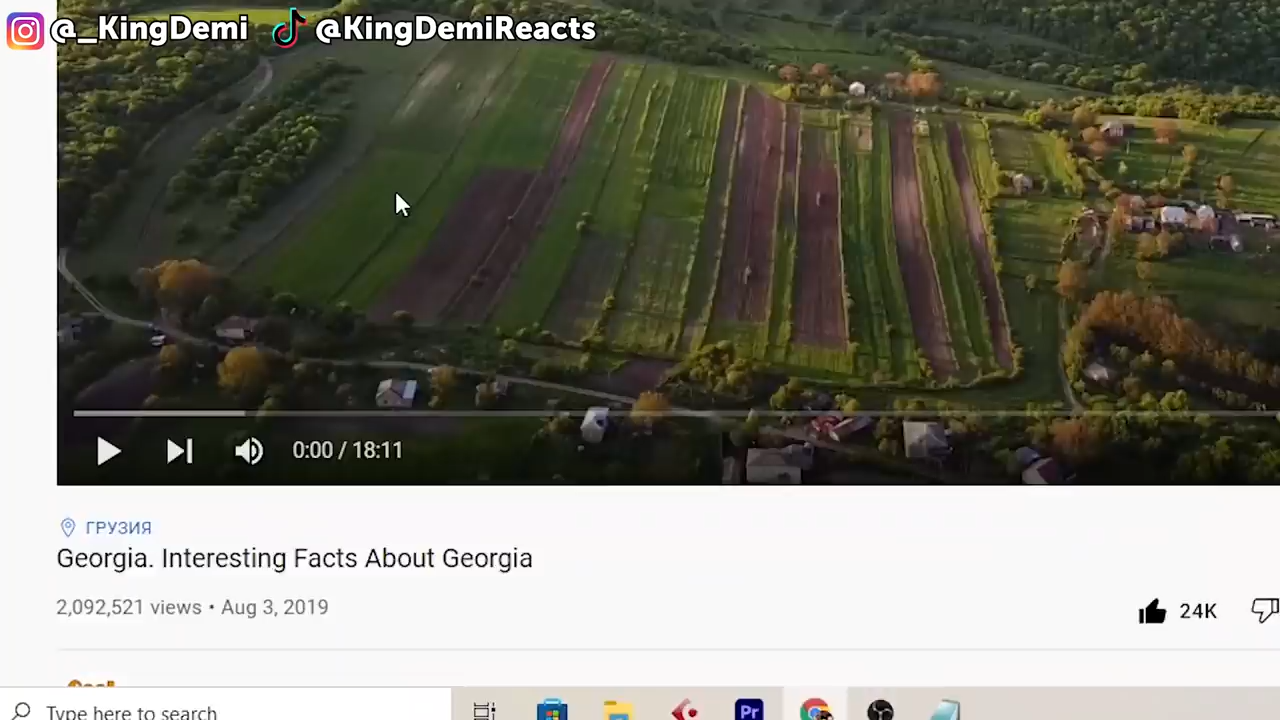 @_KingDemi @KingDemiReacts
0:00 / 18:11
ГРУЗИЯ
Georgia. Interesting Facts About Georgia
2,092,521 views • Aug 3, 2019
24K
Type here to search
Pr